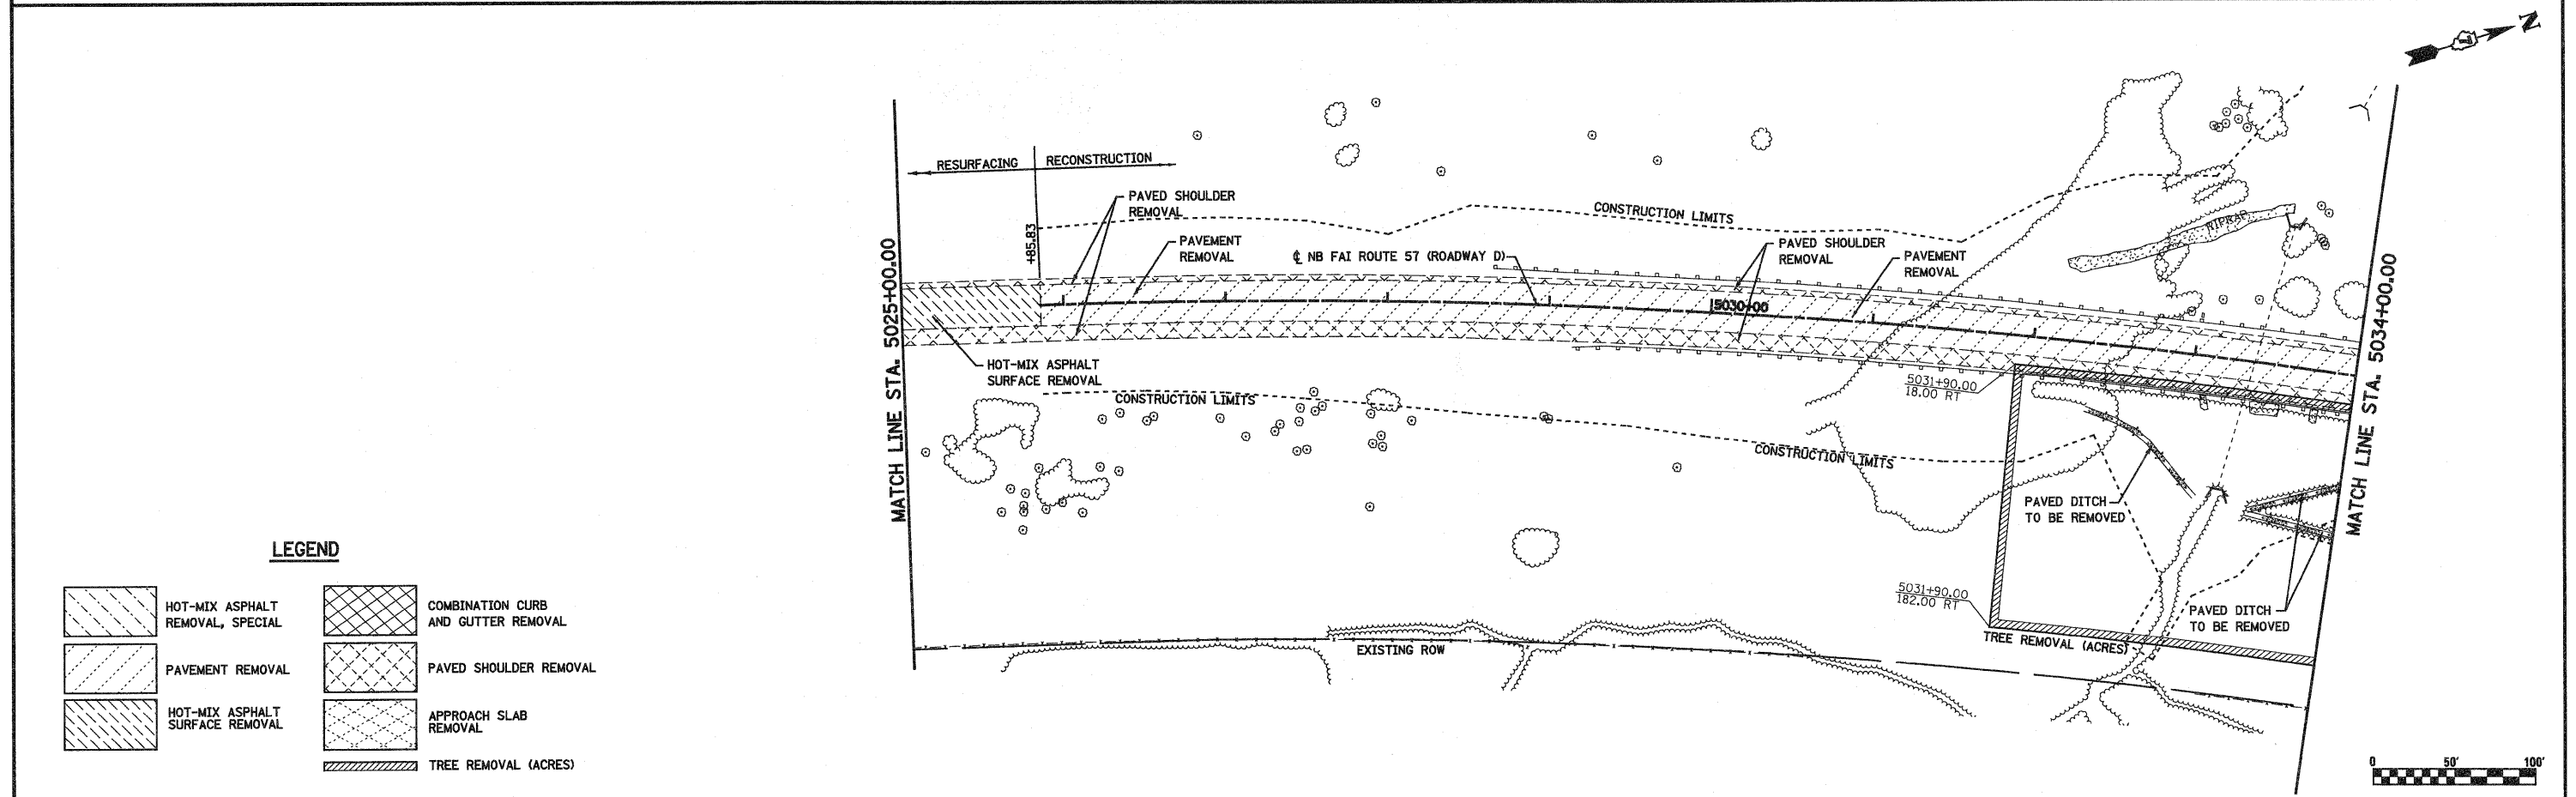 N
RESURFACING
RECONSTRUCTION
PAVED SHOULDER
REMOVAL
+85.83
PAVEMENT
REMOVAL
℄ NB FAI ROUTE 57 (ROADWAY D)
CONSTRUCTION LIMITS
PAVED SHOULDER
REMOVAL
PAVEMENT
REMOVAL
RIPRAP
5030+00
MATCH LINE STA. 5025+00.00
MATCH LINE STA. 5034+00.00
HOT-MIX ASPHALT
SURFACE REMOVAL
CONSTRUCTION LIMITS
5031+90.00
18.00 RT
CONSTRUCTION LIMITS
PAVED DITCH
TO BE REMOVED
5031+90.00
182.00 RT
PAVED DITCH
TO BE REMOVED
TREE REMOVAL (ACRES)
EXISTING ROW
LEGEND
HOT-MIX ASPHALT
REMOVAL, SPECIAL
COMBINATION CURB
AND GUTTER REMOVAL
PAVEMENT REMOVAL
PAVED SHOULDER REMOVAL
HOT-MIX ASPHALT
SURFACE REMOVAL
APPROACH SLAB
REMOVAL
TREE REMOVAL (ACRES)
0 50' 100'